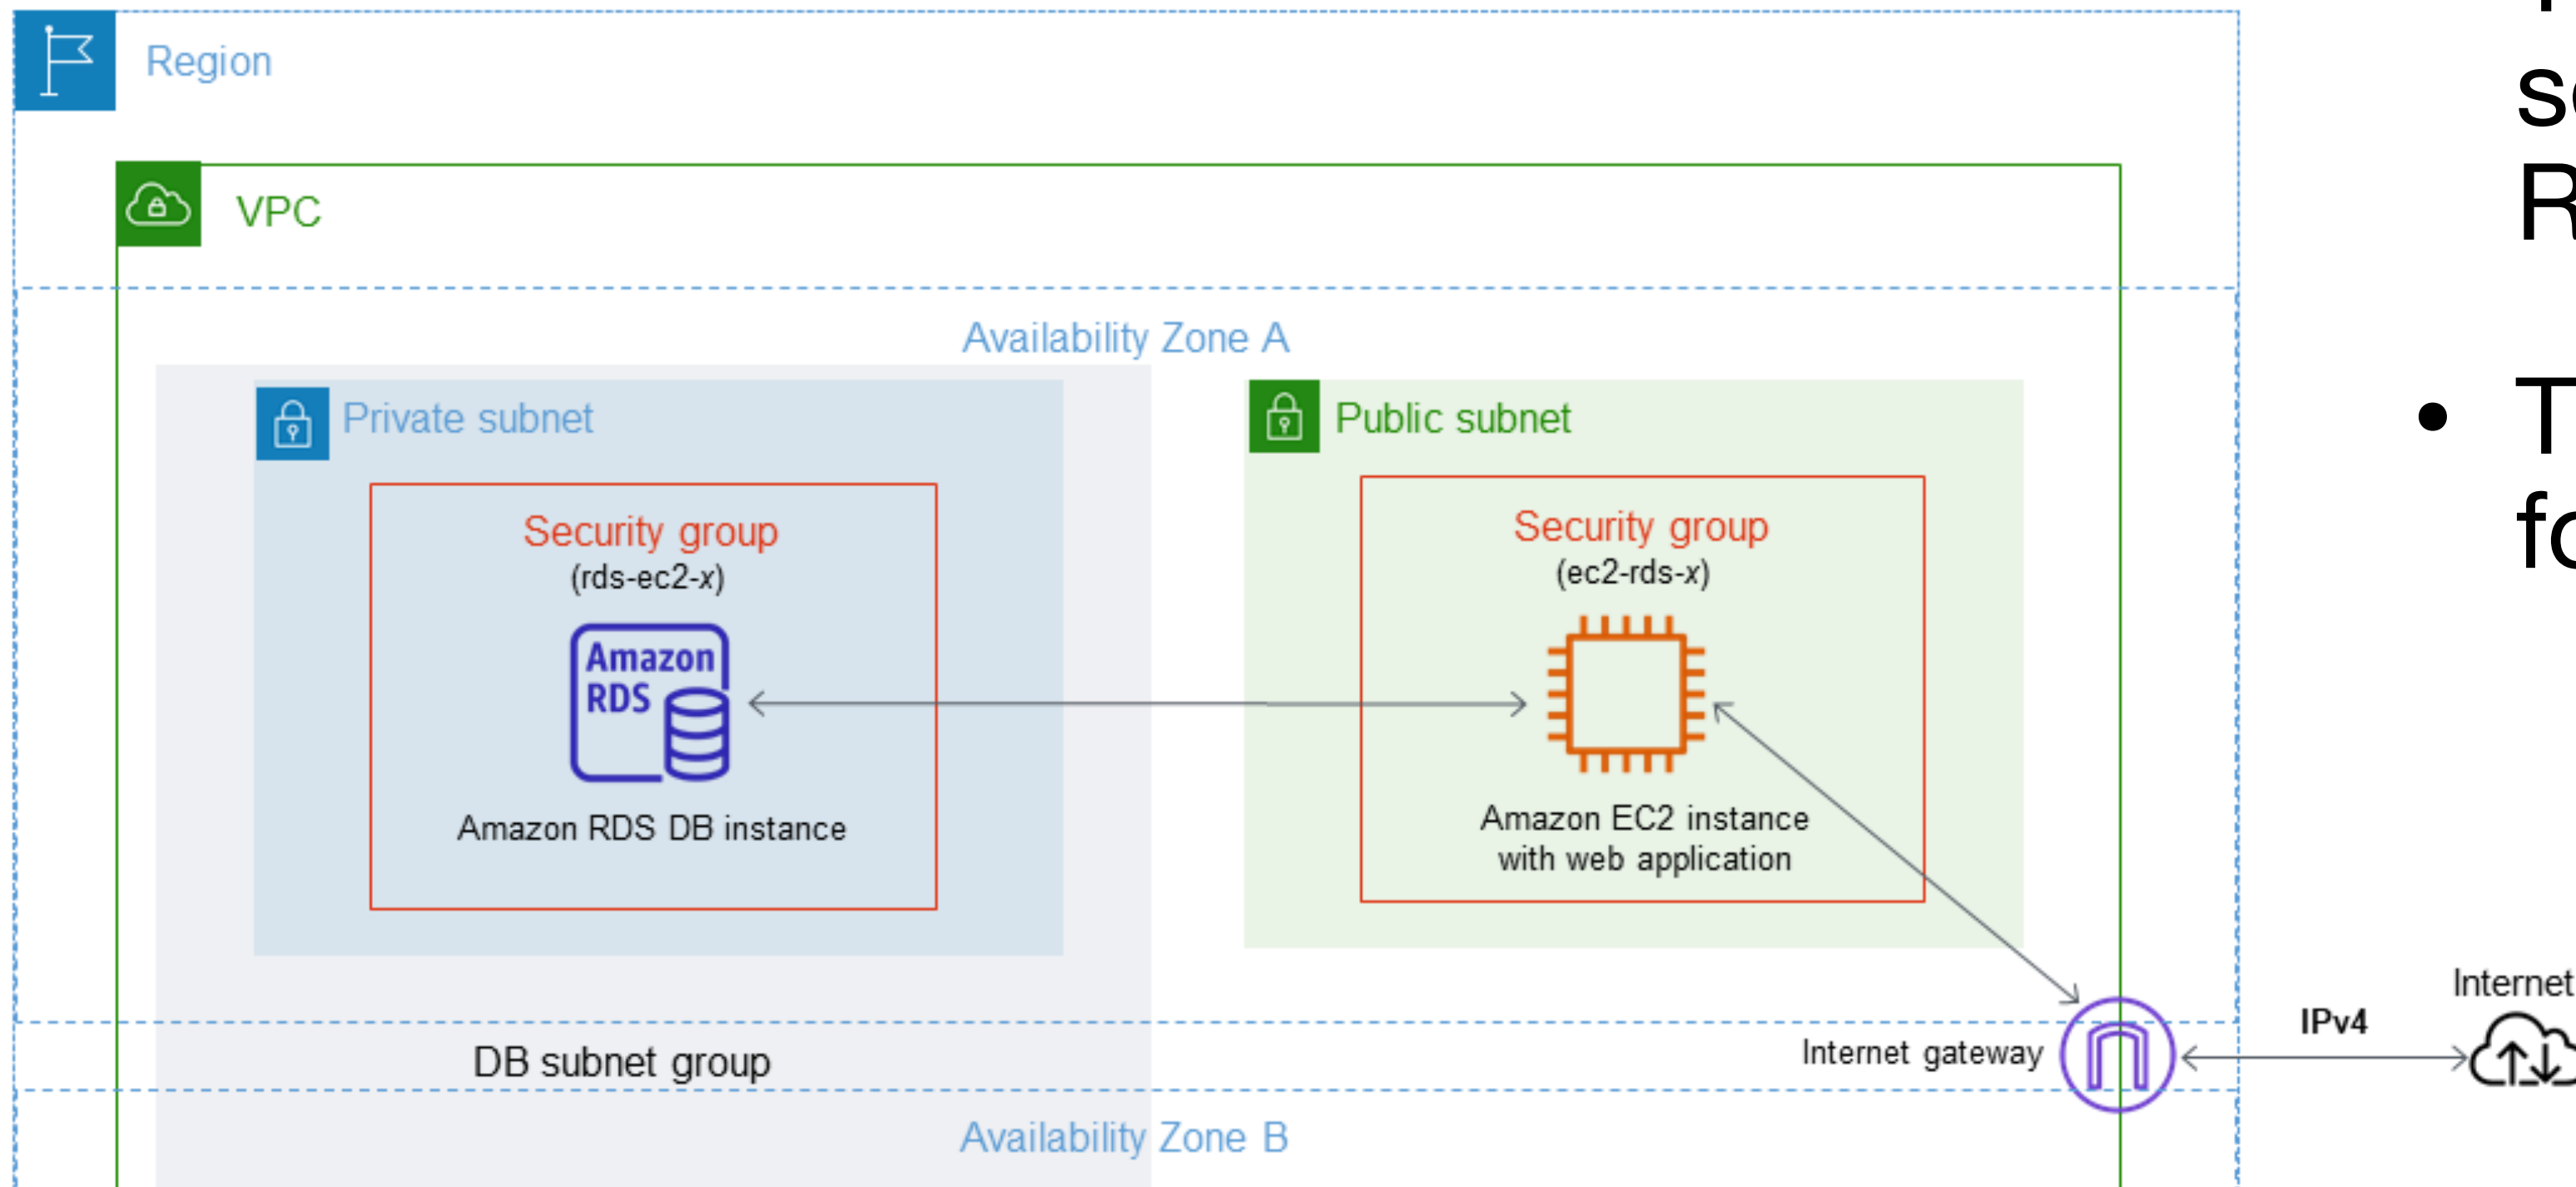 Region
VPC
Availability Zone A
Private subnet
Public subnet
Security group
(rds-ec2-x)
Amazon
RDS
Amazon RDS DB instance
Security group
(ec2-rds-x)
Amazon EC2 instance
with web application
DB subnet group
Internet gateway
IPv4
Internet
Availability Zone B